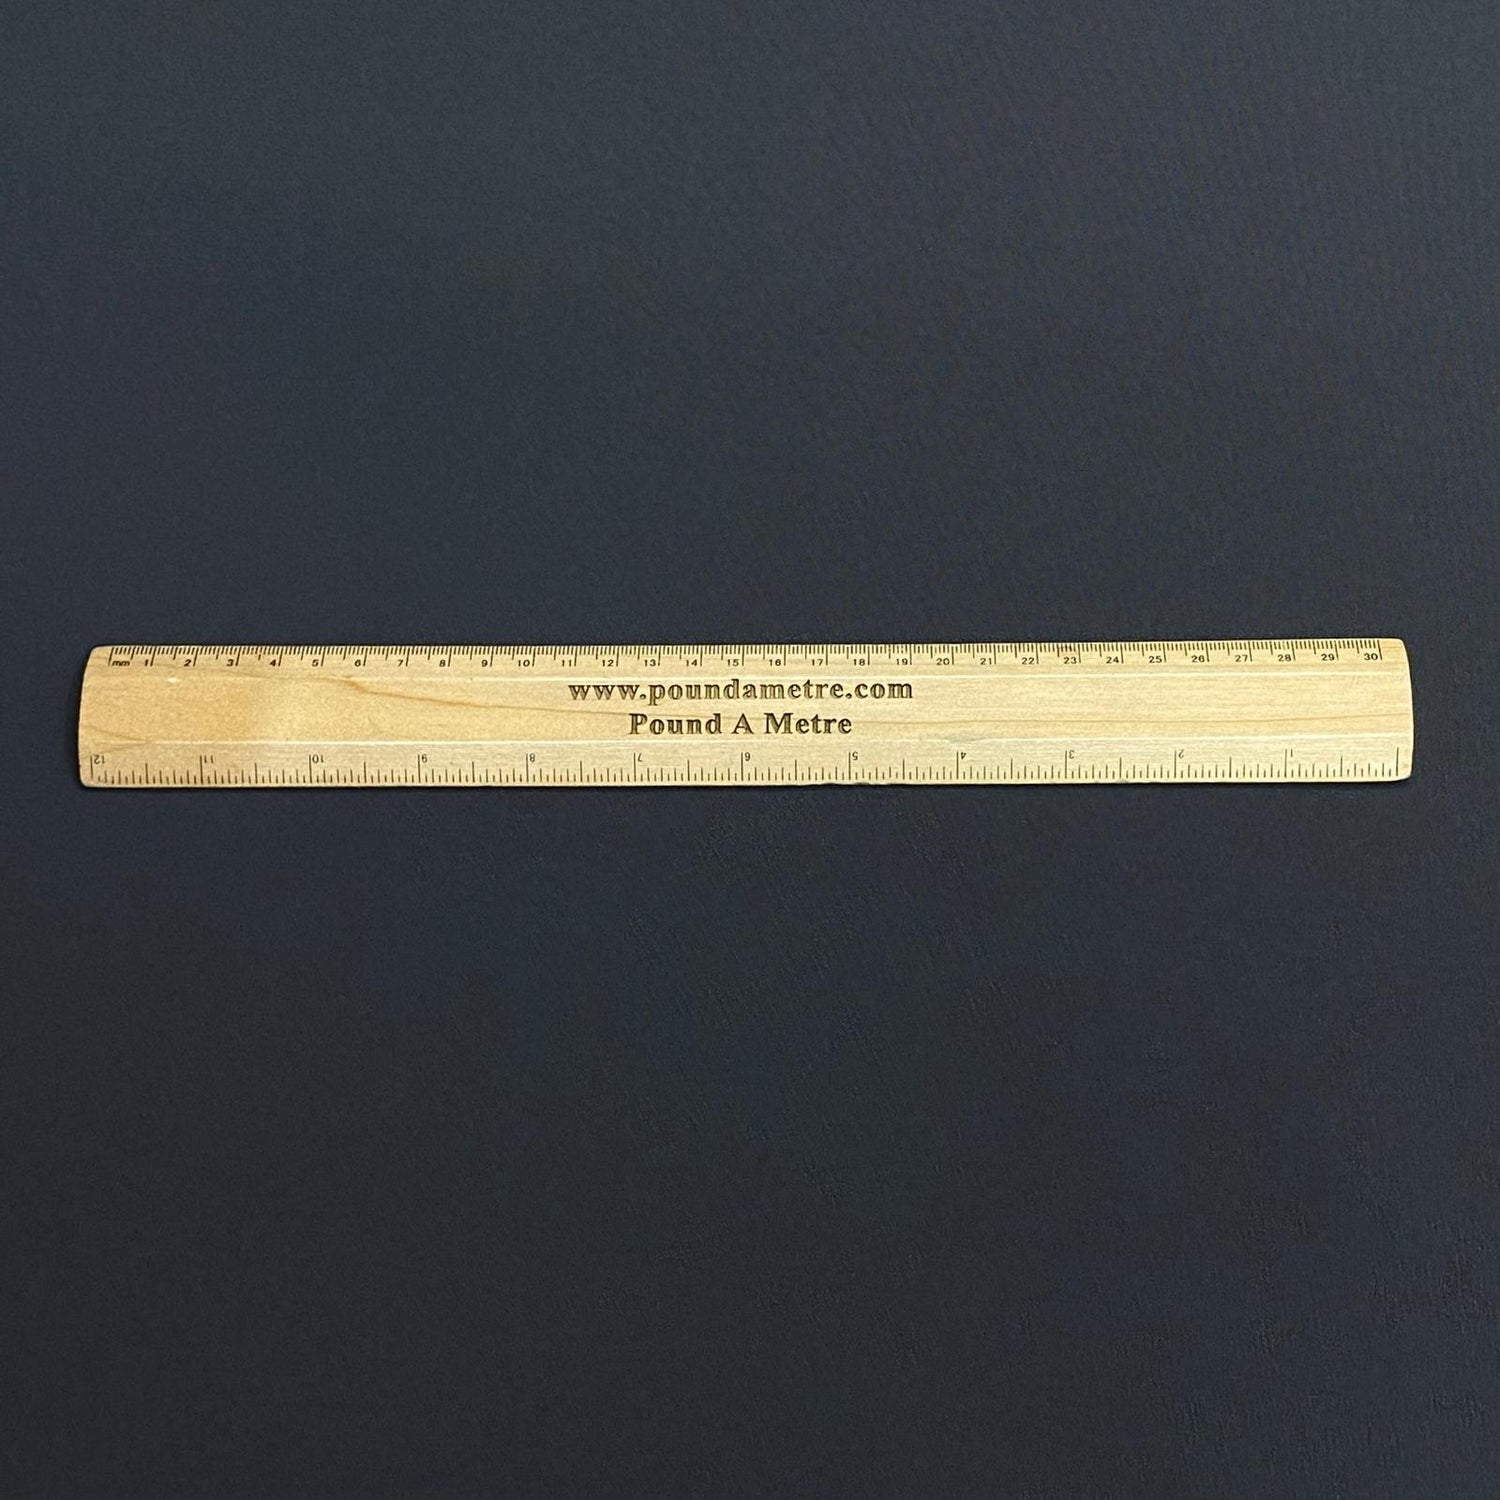 mm 1 2 3 4 5 6 7 8 9 10 11 12 13 14 15 16 17 18 19 20 21 22 23 24 25 26 27 28 29 30
www.poundametre.com
Pound A Metre
12 11 10 9 8 7 6 5 4 3 2 1